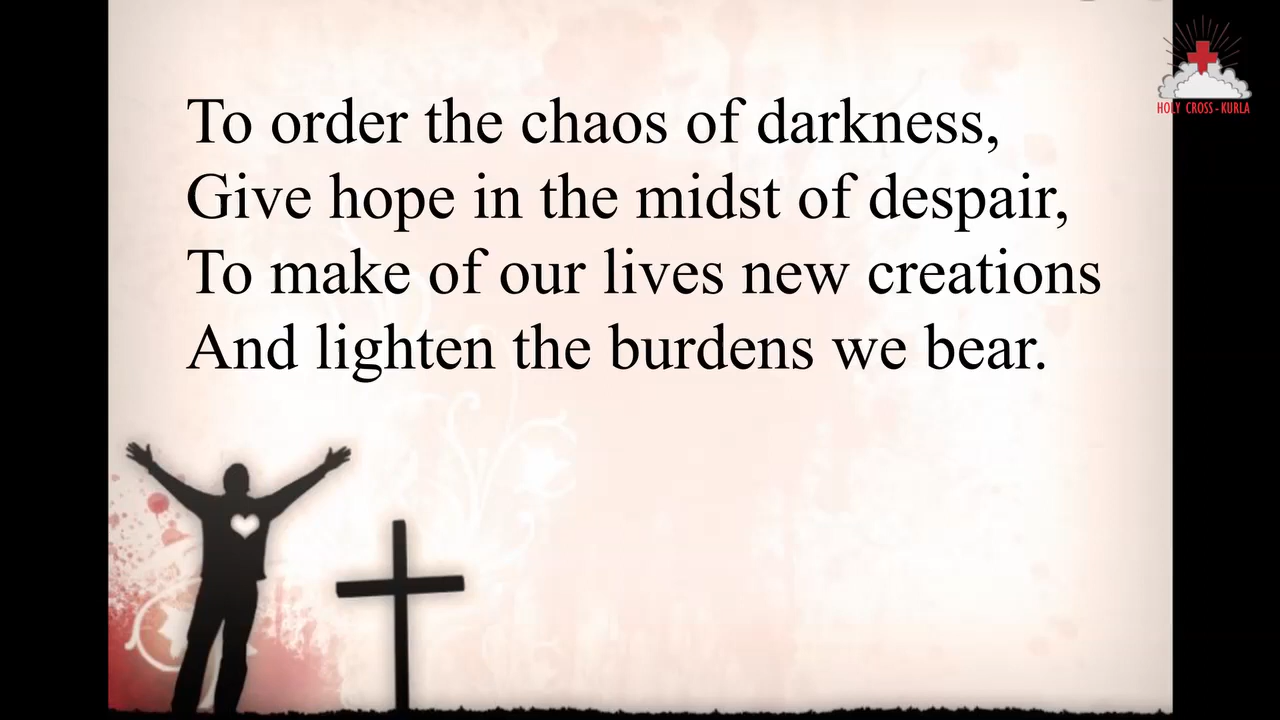 To order the chaos of darkness,
Give hope in the midst of despair,
To make of our lives new creations
And lighten the burdens we bear.
HOLY CROSS - KURLA